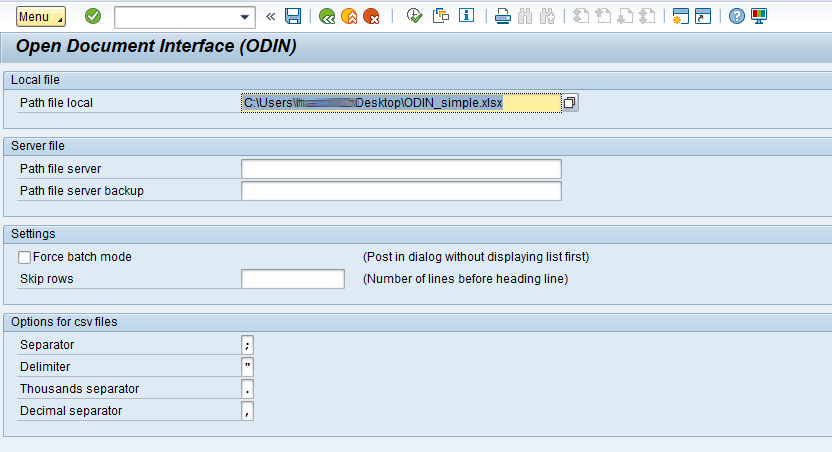 Menu
Open Document Interface (ODIN)
Local file
Path file local C:\Users\ \Desktop\ODIN_simple.xlsx
Server file
Path file server
Path file server backup
Settings
Force batch mode (Post in dialog without displaying list first)
Skip rows (Number of lines before heading line)
Options for csv files
Separator ;
Delimiter "
Thousands separator .
Decimal separator ,